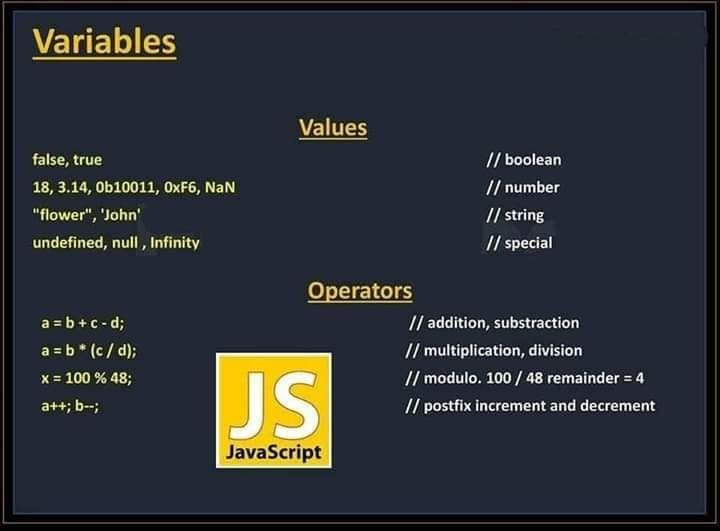 Variables
Values
false, true // boolean
18, 3.14, 0b10011, 0xF6, NaN // number
"flower", 'John' // string
undefined, null , Infinity // special
Operators
a = b + c - d; // addition, substraction
a = b * (c / d); // multiplication, division
x = 100 % 48; // modulo. 100 / 48 remainder = 4
a++; b--; // postfix increment and decrement
JS
JavaScript